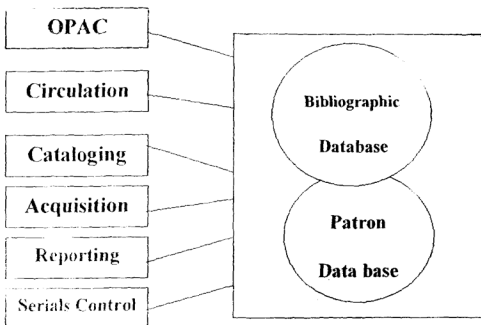 OPAC
Circulation
Cataloging
Acquisition
Reporting
Serials Control
Bibliographic
Database
Patron
Data base